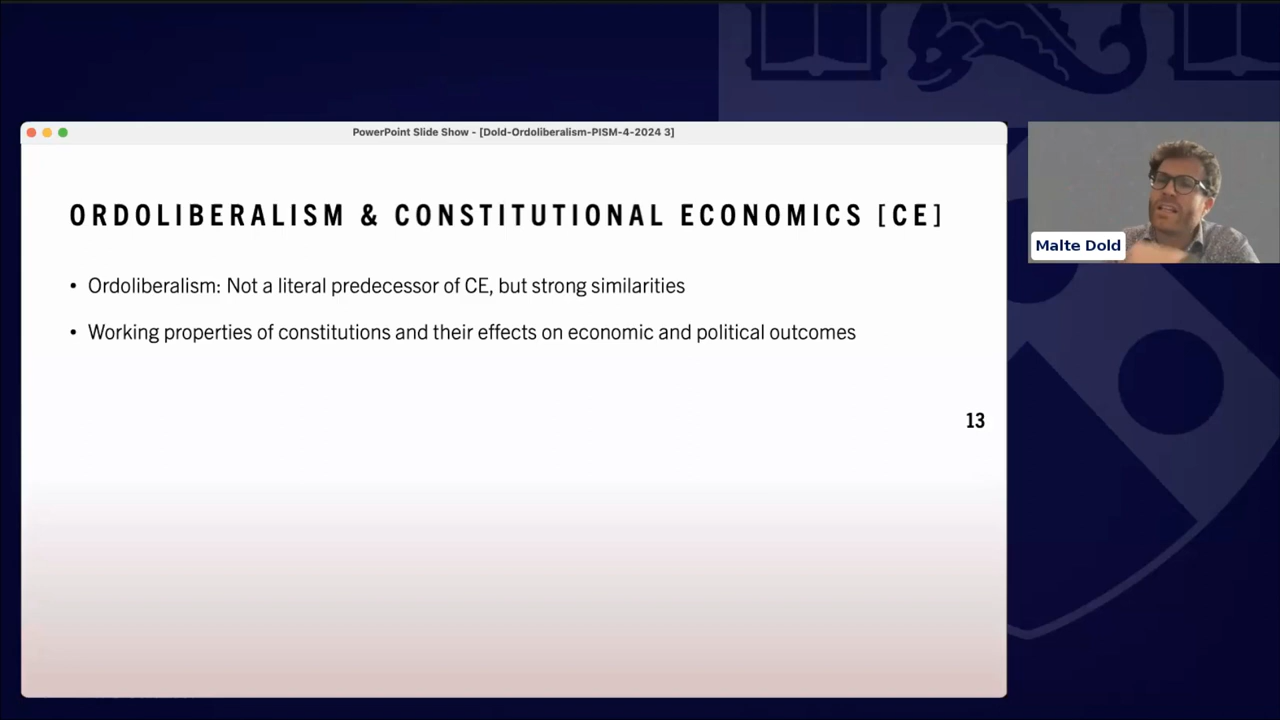 PowerPoint Slide Show - [Dold-Ordoliberalism-PISM-4-2024 3]
ORDOLIBERALISM & CONSTITUTIONAL ECONOMICS [CE]
• Ordoliberalism: Not a literal predecessor of CE, but strong similarities
• Working properties of constitutions and their effects on economic and political outcomes
13
Malte Dold